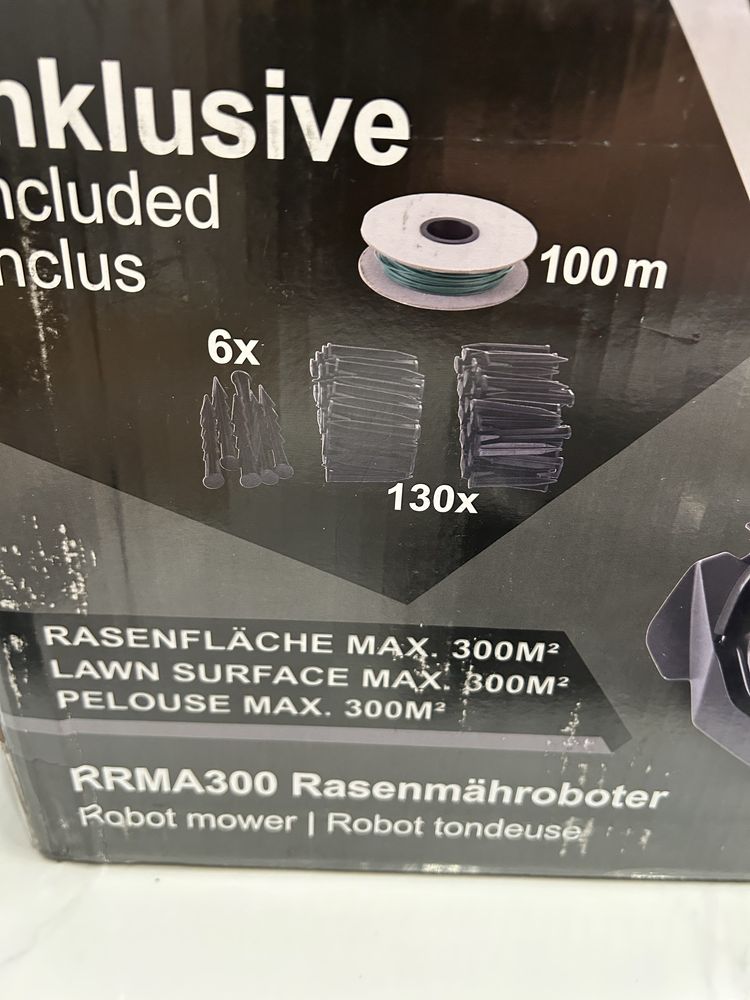 nklusive
ncluded
nclus
100 m
6x
130x
RASENFLÄCHE MAX. 300M²
LAWN SURFACE MAX. 300M²
PELOUSE MAX. 300M²
RRMA300 Rasenmähroboter
Robot mower | Robot tondeuse